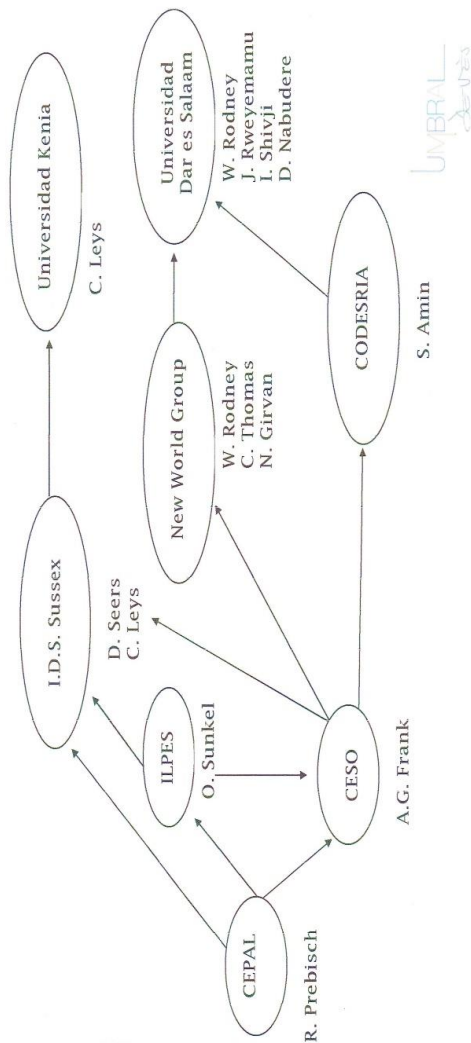 CEPAL
R. Prebisch
ILPES
O. Sunkel
CESO
A.G. Frank
I.D.S. Sussex
D. Seers
C. Leys
New World Group
W. Rodney
C. Thomas
N. Girvan
CODESRIA
S. Amin
Universidad Kenia
C. Leys
Universidad
Dar es Salaam
W. Rodney
J. Rweyemamu
I. Shivji
D. Nabudere
UMBRAL